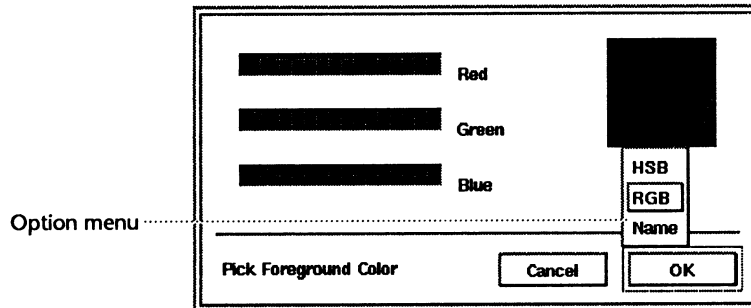 Red
Green
Blue
HSB
RGB
Name
Option menu
Pick Foreground Color
Cancel
OK